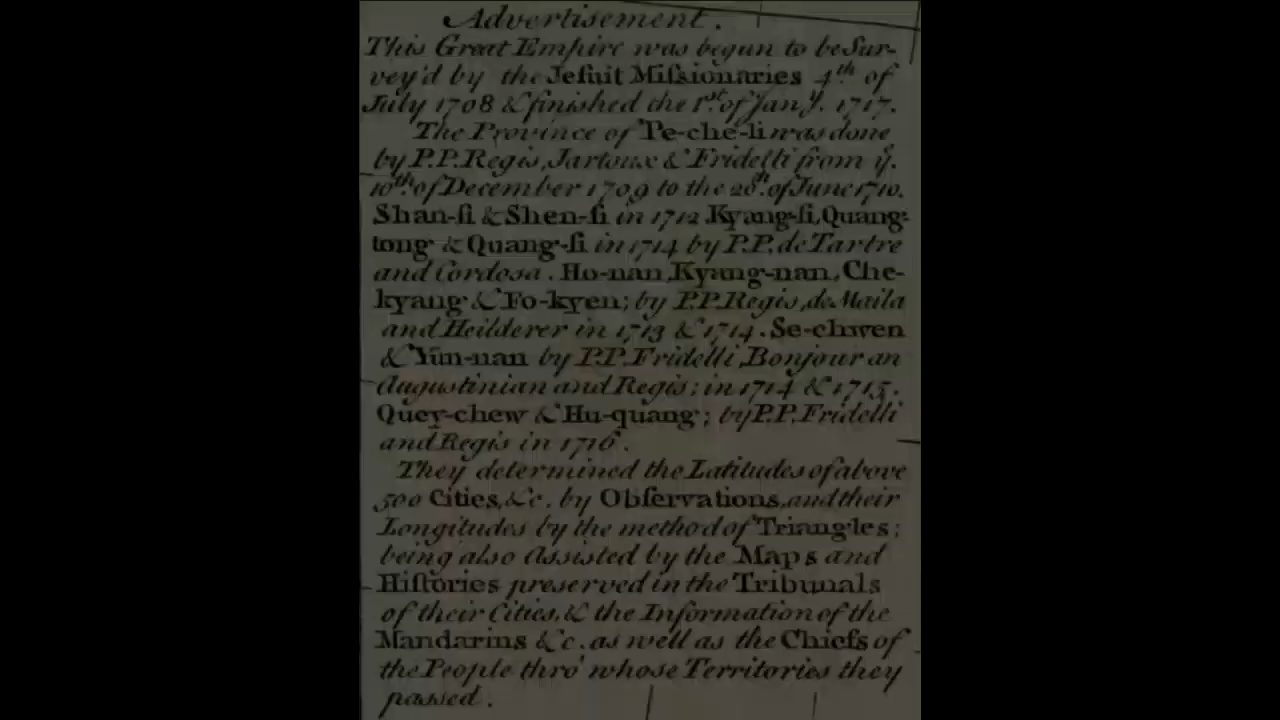 Advertisement.
This Great Empire was begun to be Sur-
vey'd by the Jeſuit Miſsionaries 4th of
July 1708 & finished the 1st of Jany. 1717.
The Province of Pe-che-li was done
by P.P. Regis, Jartoux & Fridelli from ye.
10th. of December 1709 to the 28th. of June 1710.
Shan-ſi & Shen-ſi in 1712 Kyang-ſi, Quang-
tong & Quang-ſi in 1714 by P.P. de Tartre
and Cordosa. Ho-nan, Kyang-nan, Che-
kyang & Fo-kyen; by P.P. Regis, de Maila
and Heilderer in 1713 & 1714. Se-chwen
& Yun-nan by P.P. Fridelli, Bonjour an
Augustinian and Regis; in 1714 & 1715.
Quey-chew & Hu-quang; by P.P. Fridelli
and Regis in 1716.
They determined the Latitudes of above
500 Cities, &c. by Obſervations, and their
Longitudes by the method of Triangles;
being also Assisted by the Maps and
Hiſtories preserved in the Tribunals
of their Cities, & the Information of the
Mandarins &c. as well as the Chiefs of
the People thro' whose Territories they
passed.